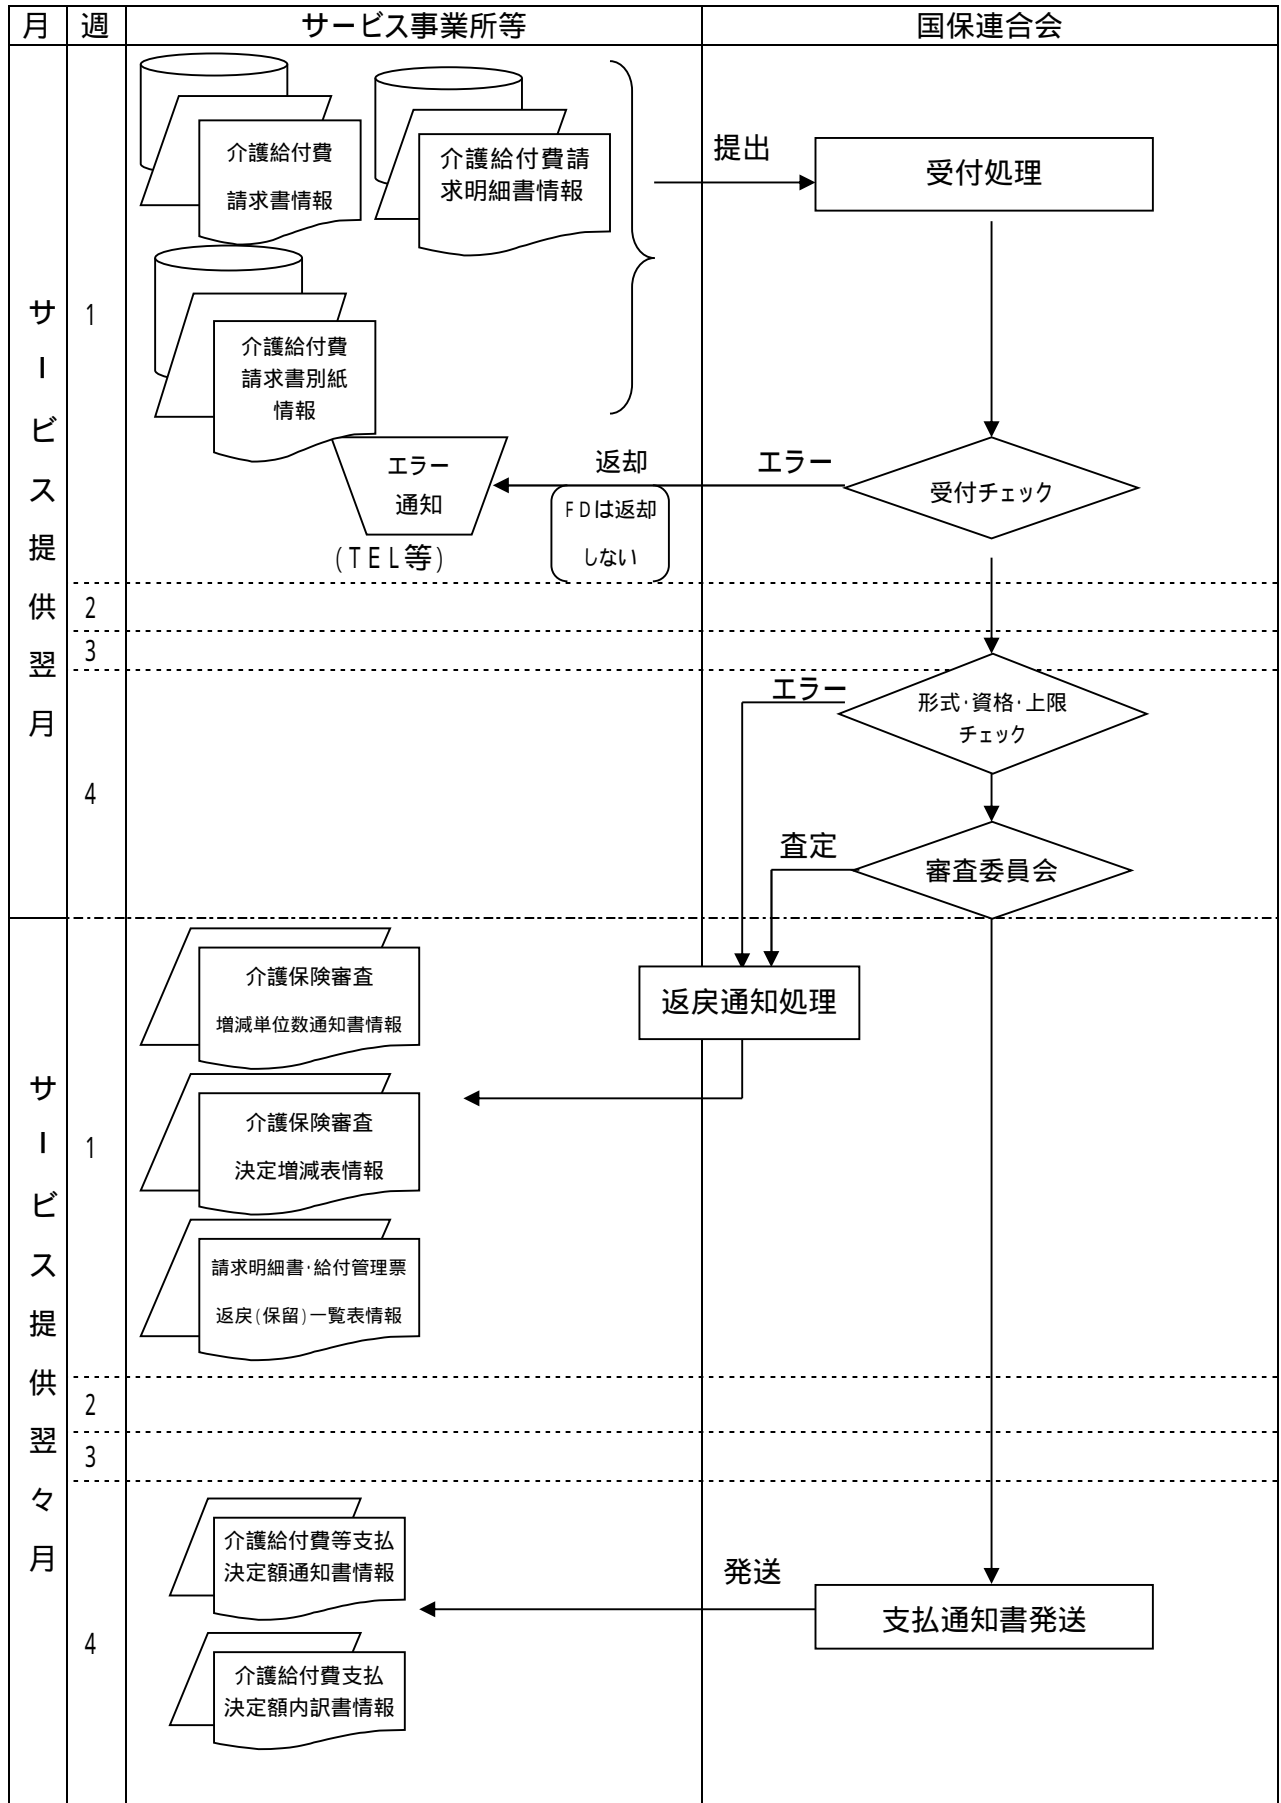 月
週
サービス事業所等
国保連合会
サービス提供翌月
1
介護給付費
請求書情報
介護給付費請
求明細書情報
提出
受付処理
介護給付費
請求書別紙
情報
エラー
通知
(TEL等)
返却
エラー
FDは返却
しない
受付チェック
2
3
4
エラー
形式・資格・上限
チェック
査定
審査委員会
サービス提供翌々月
1
介護保険審査
増減単位数通知書情報
返戻通知処理
介護保険審査
決定増減表情報
請求明細書・給付管理票
返戻(保留)一覧表情報
2
3
4
介護給付費等支払
決定額通知書情報
発送
支払通知書発送
介護給付費支払
決定額内訳書情報